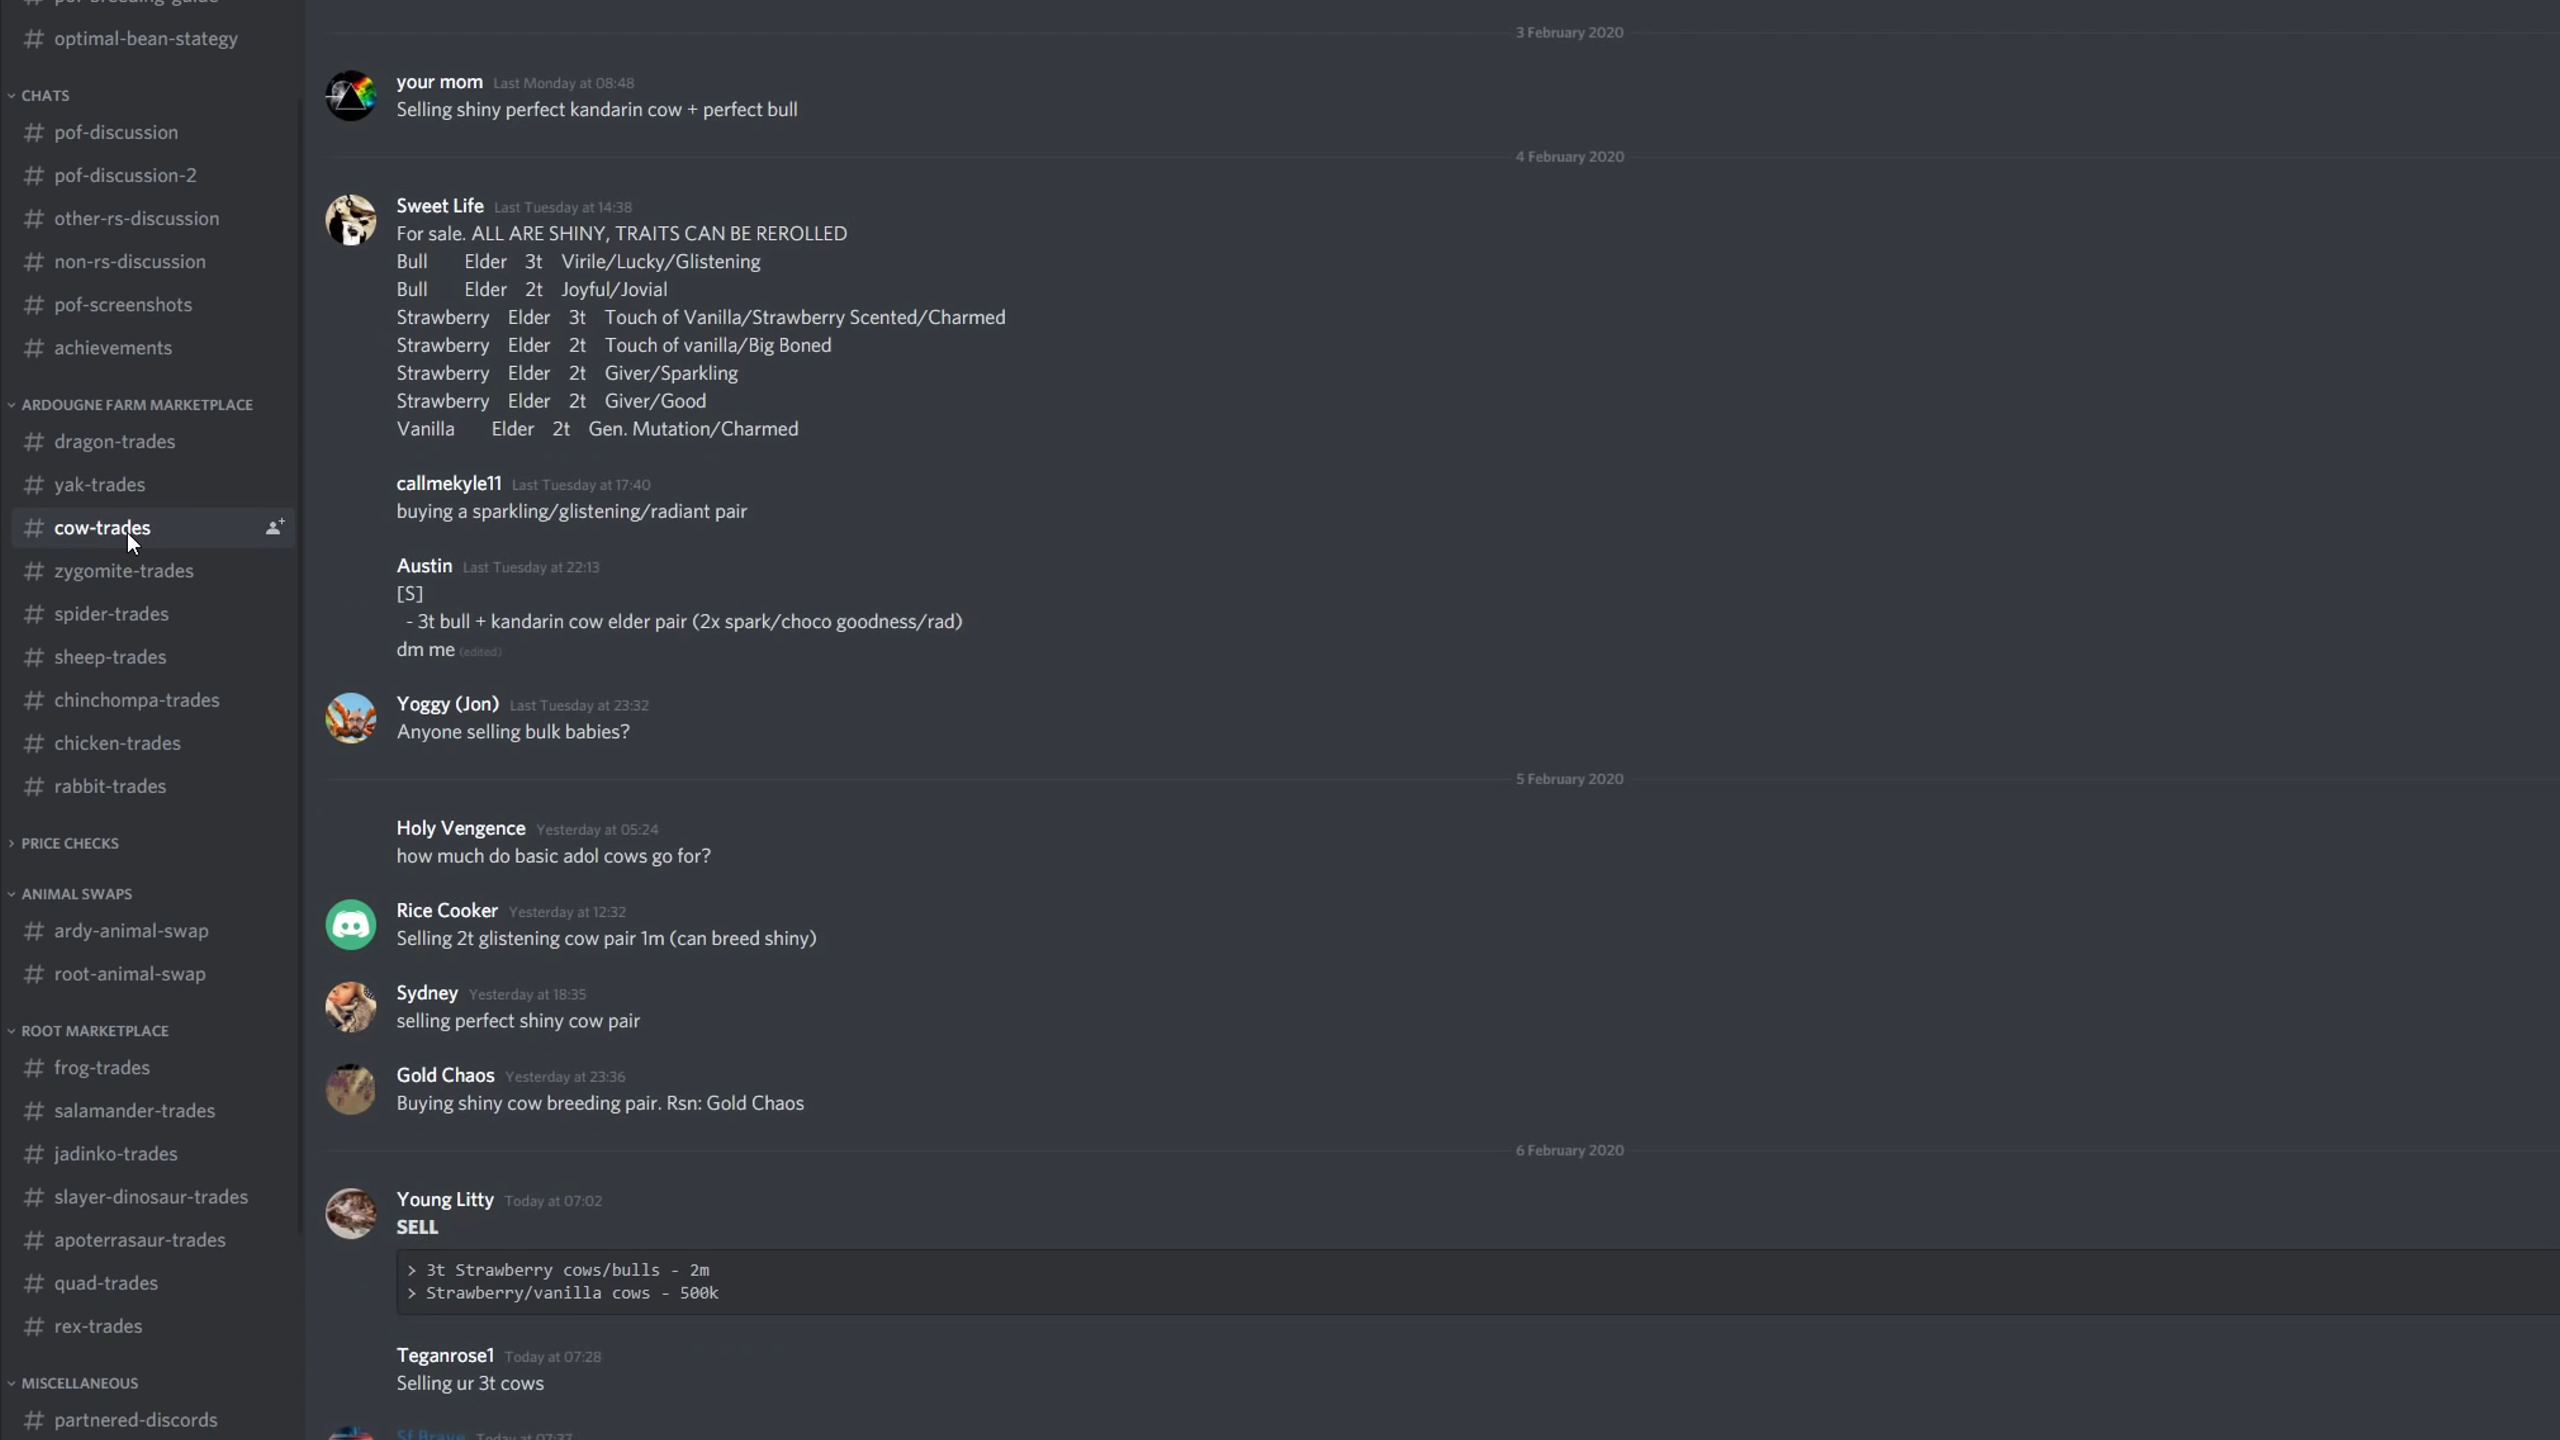 pof-breeding-guide
# optimal-bean-stategy
CHATS
# pof-discussion
# pof-discussion-2
# other-rs-discussion
# non-rs-discussion
# pof-screenshots
# achievements
ARDOUGNE FARM MARKETPLACE
# dragon-trades
# yak-trades
# cow-trades
# zygomite-trades
# spider-trades
# sheep-trades
# chinchompa-trades
# chicken-trades
# rabbit-trades
PRICE CHECKS
ANIMAL SWAPS
# ardy-animal-swap
# root-animal-swap
ROOT MARKETPLACE
# frog-trades
# salamander-trades
# jadinko-trades
# slayer-dinosaur-trades
# apoterrasaur-trades
# quad-trades
# rex-trades
MISCELLANEOUS
# partnered-discords
3 February 2020
your mom Last Monday at 08:48
Selling shiny perfect kandarin cow + perfect bull
4 February 2020
Sweet Life Last Tuesday at 14:38
For sale. ALL ARE SHINY, TRAITS CAN BE REROLLED
Bull Elder 3t Virile/Lucky/Glistening
Bull Elder 2t Joyful/Jovial
Strawberry Elder 3t Touch of Vanilla/Strawberry Scented/Charmed
Strawberry Elder 2t Touch of vanilla/Big Boned
Strawberry Elder 2t Giver/Sparkling
Strawberry Elder 2t Giver/Good
Vanilla Elder 2t Gen. Mutation/Charmed
callmekyle11 Last Tuesday at 17:40
buying a sparkling/glistening/radiant pair
Austin Last Tuesday at 22:13
[S]
- 3t bull + kandarin cow elder pair (2x spark/choco goodness/rad)
dm me (edited)
Yoggy (Jon) Last Tuesday at 23:32
Anyone selling bulk babies?
5 February 2020
Holy Vengence Yesterday at 05:24
how much do basic adol cows go for?
Rice Cooker Yesterday at 12:32
Selling 2t glistening cow pair 1m (can breed shiny)
Sydney Yesterday at 18:35
selling perfect shiny cow pair
Gold Chaos Yesterday at 23:36
Buying shiny cow breeding pair. Rsn: Gold Chaos
6 February 2020
Young Litty Today at 07:02
SELL
> 3t Strawberry cows/bulls - 2m
> Strawberry/vanilla cows - 500k
Teganrose1 Today at 07:28
Selling ur 3t cows
Sf Brave Today at 07:37